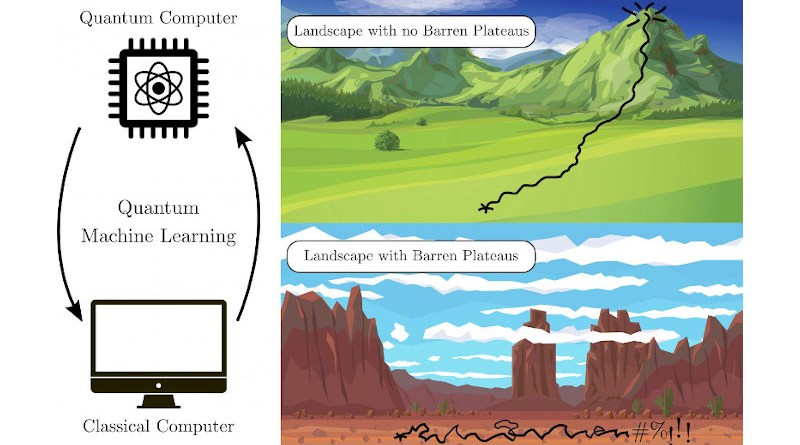 Quantum Computer
Quantum
Machine Learning
Classical Computer
Landscape with no Barren Plateaus
Landscape with Barren Plateaus
#%!!!